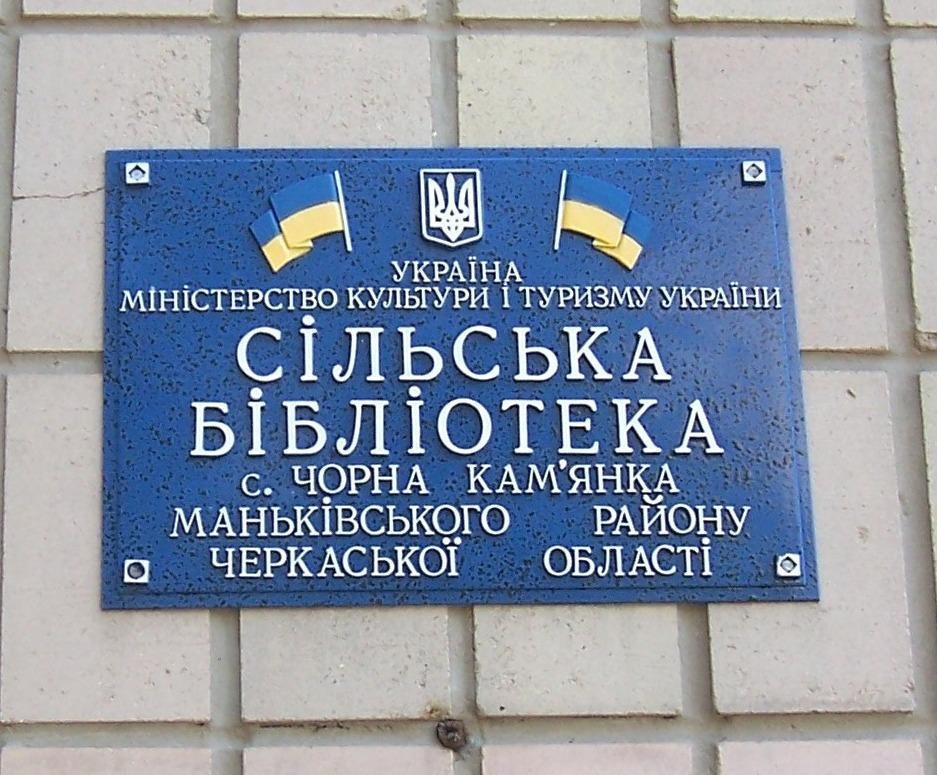 УКРАЇНА
МІНІСТЕРСТВО КУЛЬТУРИ І ТУРИЗМУ УКРАЇНИ
СІЛЬСЬКА
БІБЛІОТЕКА
с. ЧОРНА КАМ'ЯНКА
МАНЬКІВСЬКОГО РАЙОНУ
ЧЕРКАСЬКОЇ ОБЛАСТІ